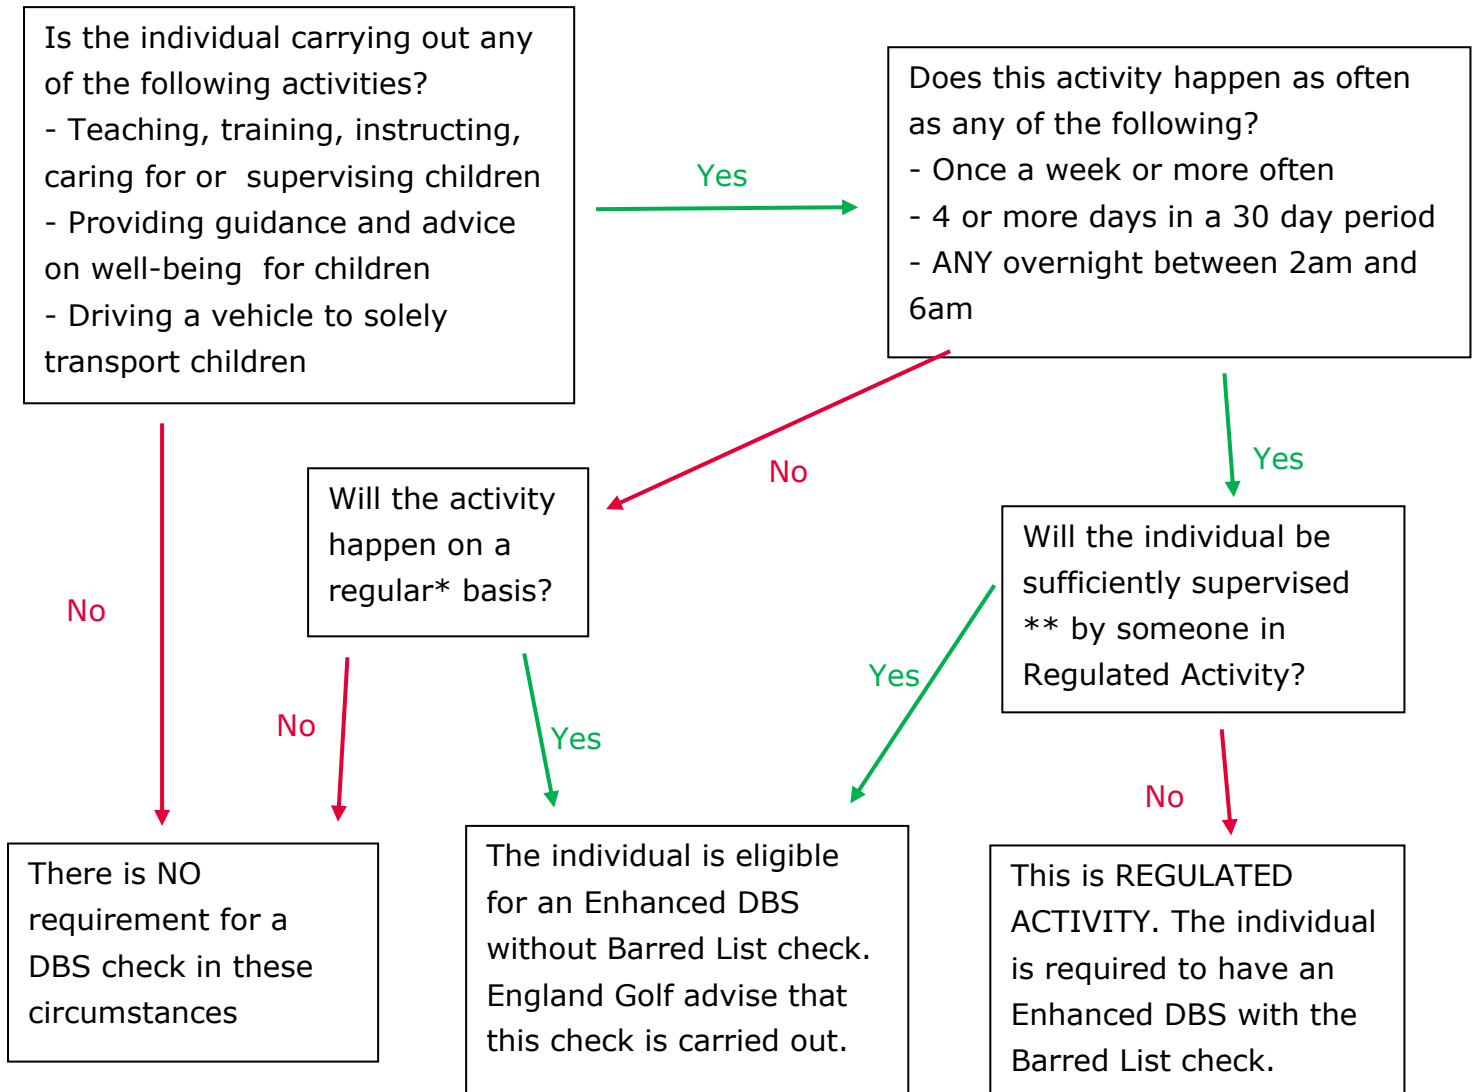 Is the individual carrying out any
of the following activities?
- Teaching, training, instructing,
caring for or  supervising children
- Providing guidance and advice
on well-being  for children
- Driving a vehicle to solely
transport children
Yes
Does this activity happen as often
as any of the following?
- Once a week or more often
- 4 or more days in a 30 day period
- ANY overnight between 2am and
6am
No
No
Yes
Will the activity
happen on a
regular* basis?
Will the individual be
sufficiently supervised
** by someone in
Regulated Activity?
No
Yes
Yes
No
There is NO
requirement for a
DBS check in these
circumstances
The individual is eligible
for an Enhanced DBS
without Barred List check.
England Golf advise that
this check is carried out.
This is REGULATED
ACTIVITY. The individual
is required to have an
Enhanced DBS with the
Barred List check.